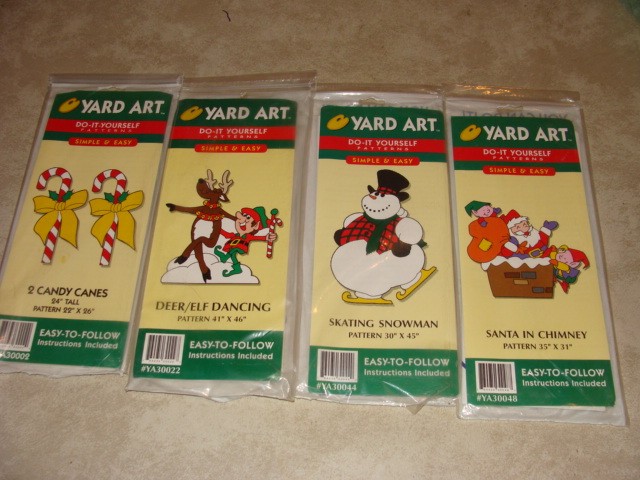 YARD ART™
DO-IT-YOURSELF
PATTERNS
SIMPLE & EASY
2 CANDY CANES
24" TALL
PATTERN 22" X 26"
EASY-TO-FOLLOW
Instructions Included
YA30002
YARD ART™
DO-IT-YOURSELF
PATTERNS
SIMPLE & EASY
DEER/ELF DANCING
PATTERN 41" X 46"
EASY-TO-FOLLOW
Instructions Included
#YA30022
YARD ART™
DO-IT-YOURSELF
PATTERNS
SIMPLE & EASY
SKATING SNOWMAN
PATTERN 30" X 45"
EASY-TO-FOLLOW
Instructions Included
#YA30044
YARD ART™
DO-IT-YOURSELF
PATTERNS
SIMPLE & EASY
SANTA IN CHIMNEY
PATTERN 35" X 31"
EASY-TO-FOLLOW
Instructions Included
#YA30048